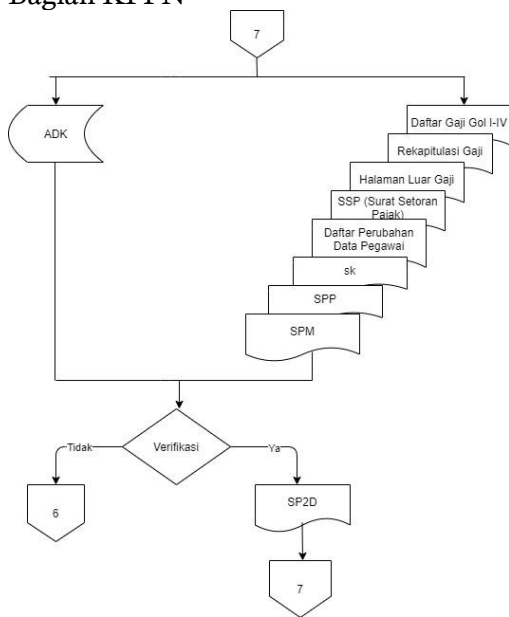 Bagian KPPN
7
ADK
Daftar Gaji Gol I-IV
Rekapitulasi Gaji
Halaman Luar Gaji
SSP (Surat Setoran
Pajak)
Daftar Perubahan
Data Pegawai
sk
SPP
SPM
Verifikasi
Tidak
Ya
6
SP2D
7